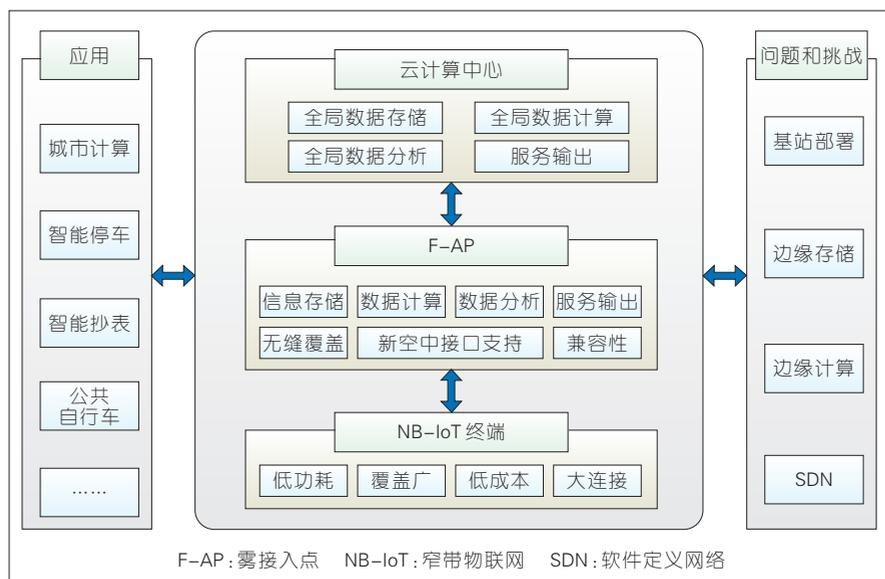 应用
城市计算
智能停车
智能抄表
公共
自行车
……
云计算中心
全局数据存储 全局数据计算
全局数据分析 服务输出
F-AP
信息存储 数据计算 数据分析 服务输出
无缝覆盖 新空中接口支持 兼容性
NB-IoT 终端
低功耗 覆盖广 低成本 大连接
问题和挑战
基站部署
边缘存储
边缘计算
SDN
F-AP：雾接入点 NB-IoT：窄带物联网 SDN：软件定义网络